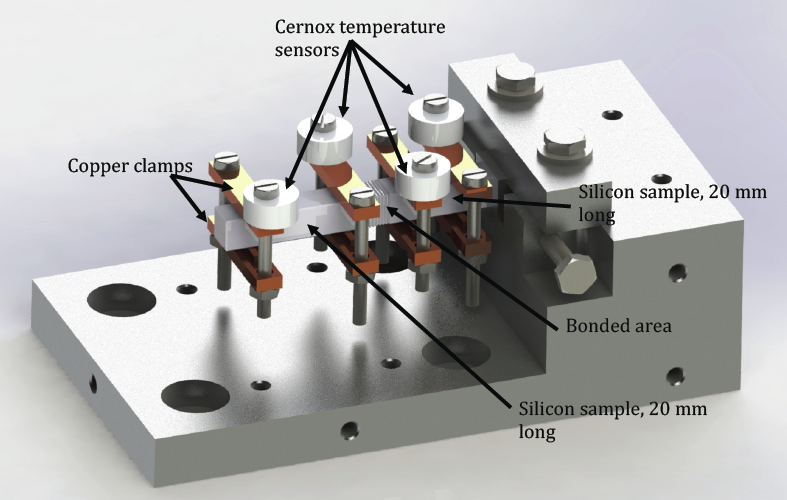 Cernox temperature
sensors
Copper clamps
Silicon sample, 20 mm
long
Bonded area
Silicon sample, 20 mm
long